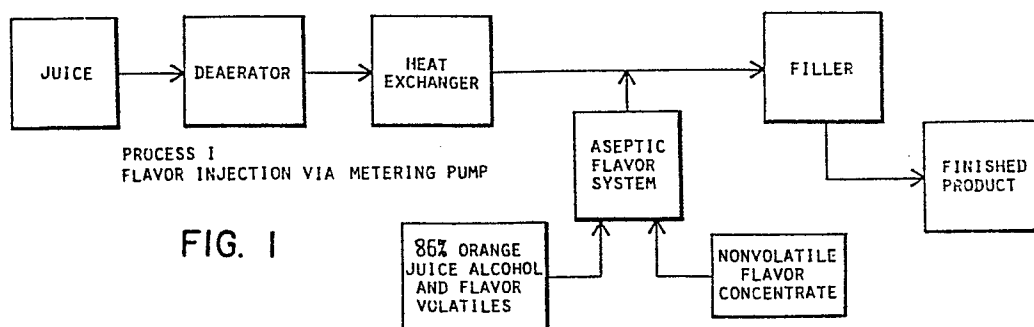 JUICE
DEAERATOR
HEAT
EXCHANGER
FILLER
PROCESS I
FLAVOR INJECTION VIA METERING PUMP
ASEPTIC
FLAVOR
SYSTEM
FINISHED
PRODUCT
FIG. 1
86% ORANGE
JUICE ALCOHOL
AND FLAVOR
VOLATILES
NONVOLATILE
FLAVOR
CONCENTRATE